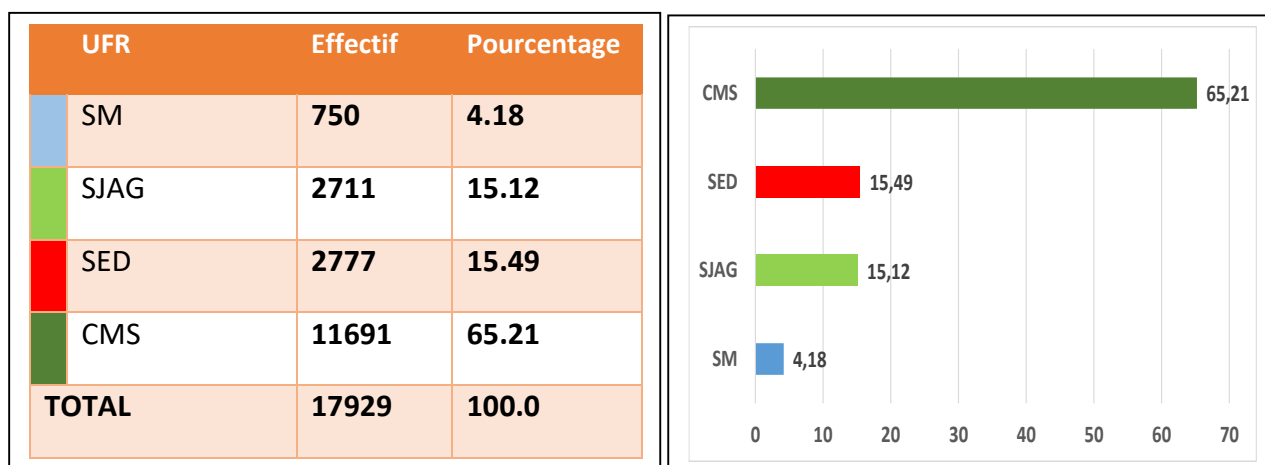 UFR Effectif Pourcentage
SM 750 4.18
SJAG 2711 15.12
SED 2777 15.49
CMS 11691 65.21
TOTAL 17929 100.0
CMS 65,21
SED 15,49
SJAG 15,12
SM 4,18
0 10 20 30 40 50 60 70